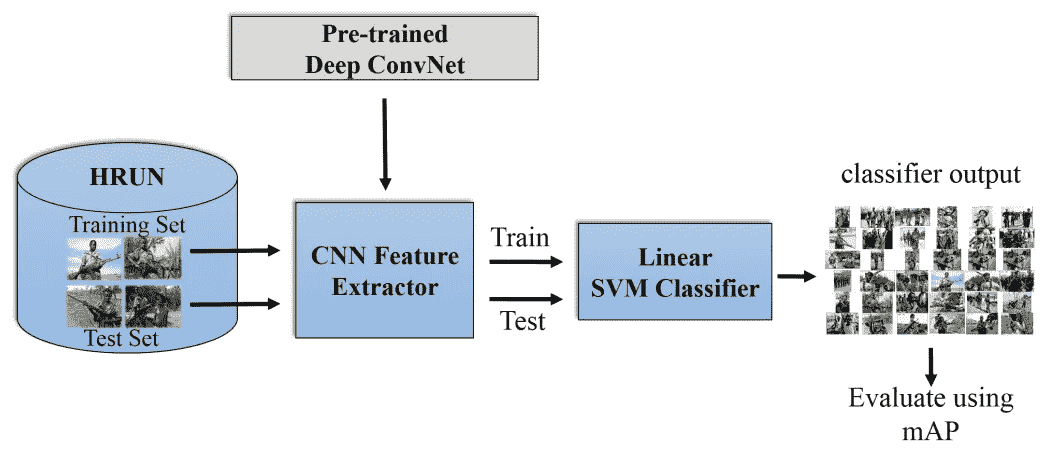 Pre-trained
Deep ConvNet
HRUN
Training Set
Test Set
CNN Feature
Extractor
Train
Test
Linear
SVM Classifier
classifier output
Evaluate using
mAP